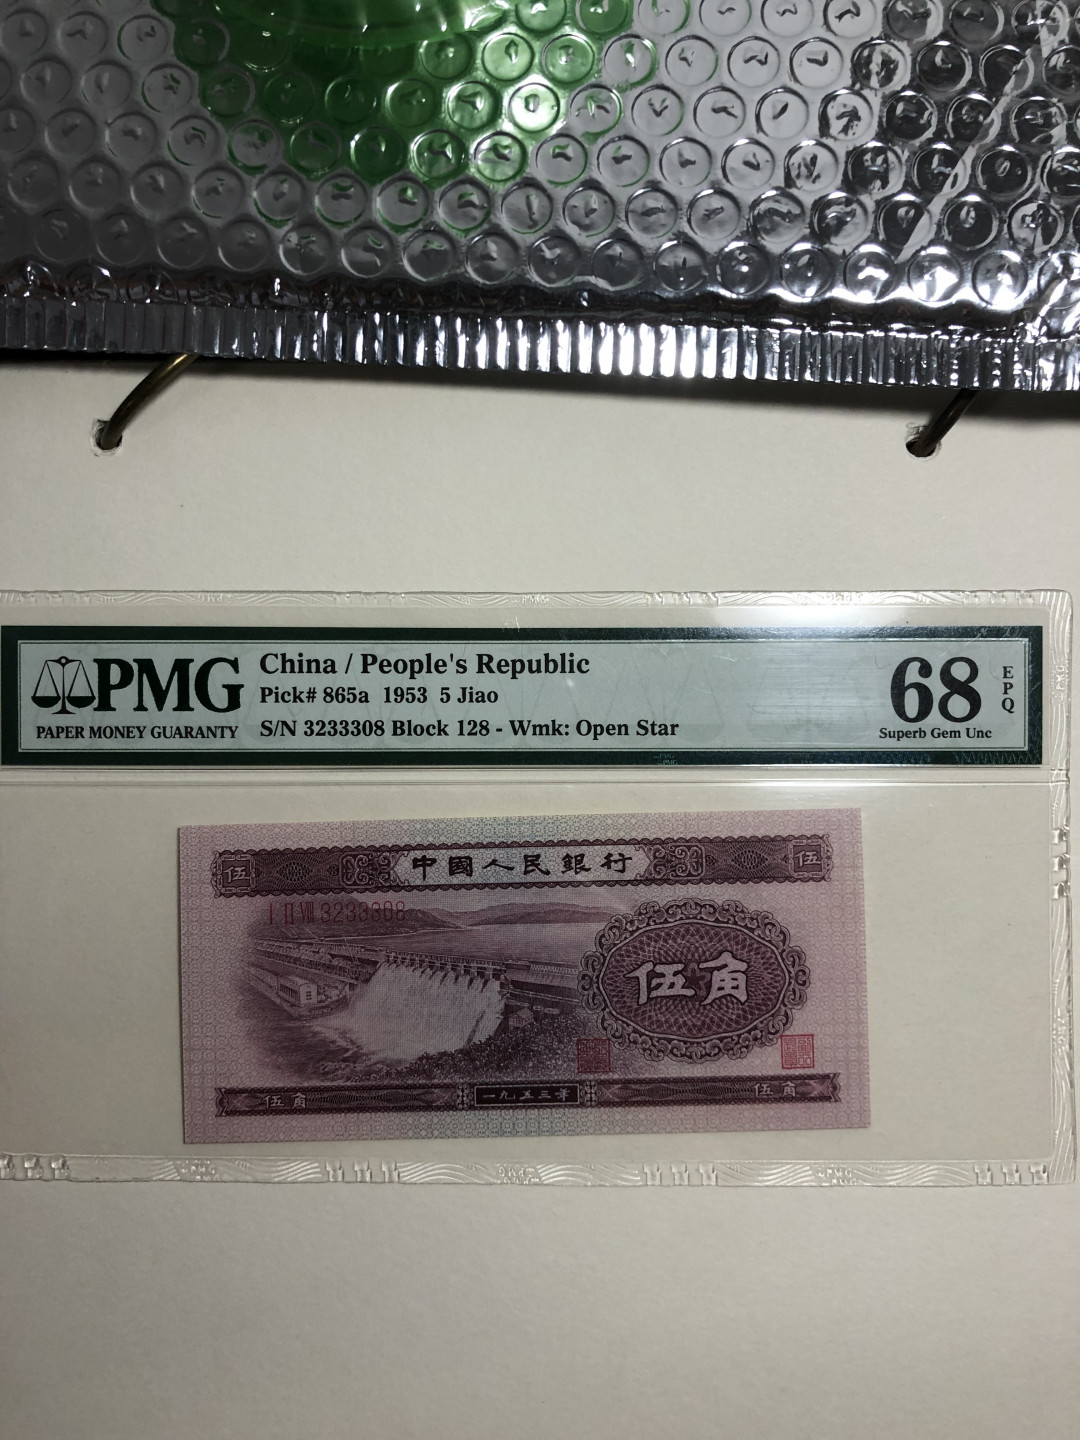 PMG
PAPER MONEY GUARANTY
China / People's Republic
Pick# 865a 1953 5 Jiao
S/N 3233308 Block 128 - Wmk: Open Star
68
EPQ
Superb Gem Unc
伍 中國人民銀行 伍
I II VIII 3233308
伍角
伍角 一九五三年 伍角